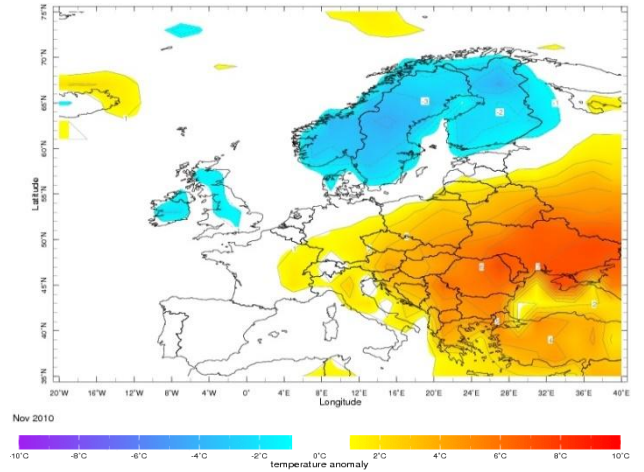 75°N
70°N
65°N
60°N
55°N
50°N
45°N
40°N
35°N
Latitude
-3
-2
20°W 16°W 12°W 8°W 4°W 0° 4°E 8°E 12°E 16°E 20°E 24°E 28°E 32°E 36°E 40°E
Longitude
Nov 2010
-10°C -8°C -6°C -4°C -2°C 0°C 2°C 4°C 6°C 8°C 10°C
temperature anomaly